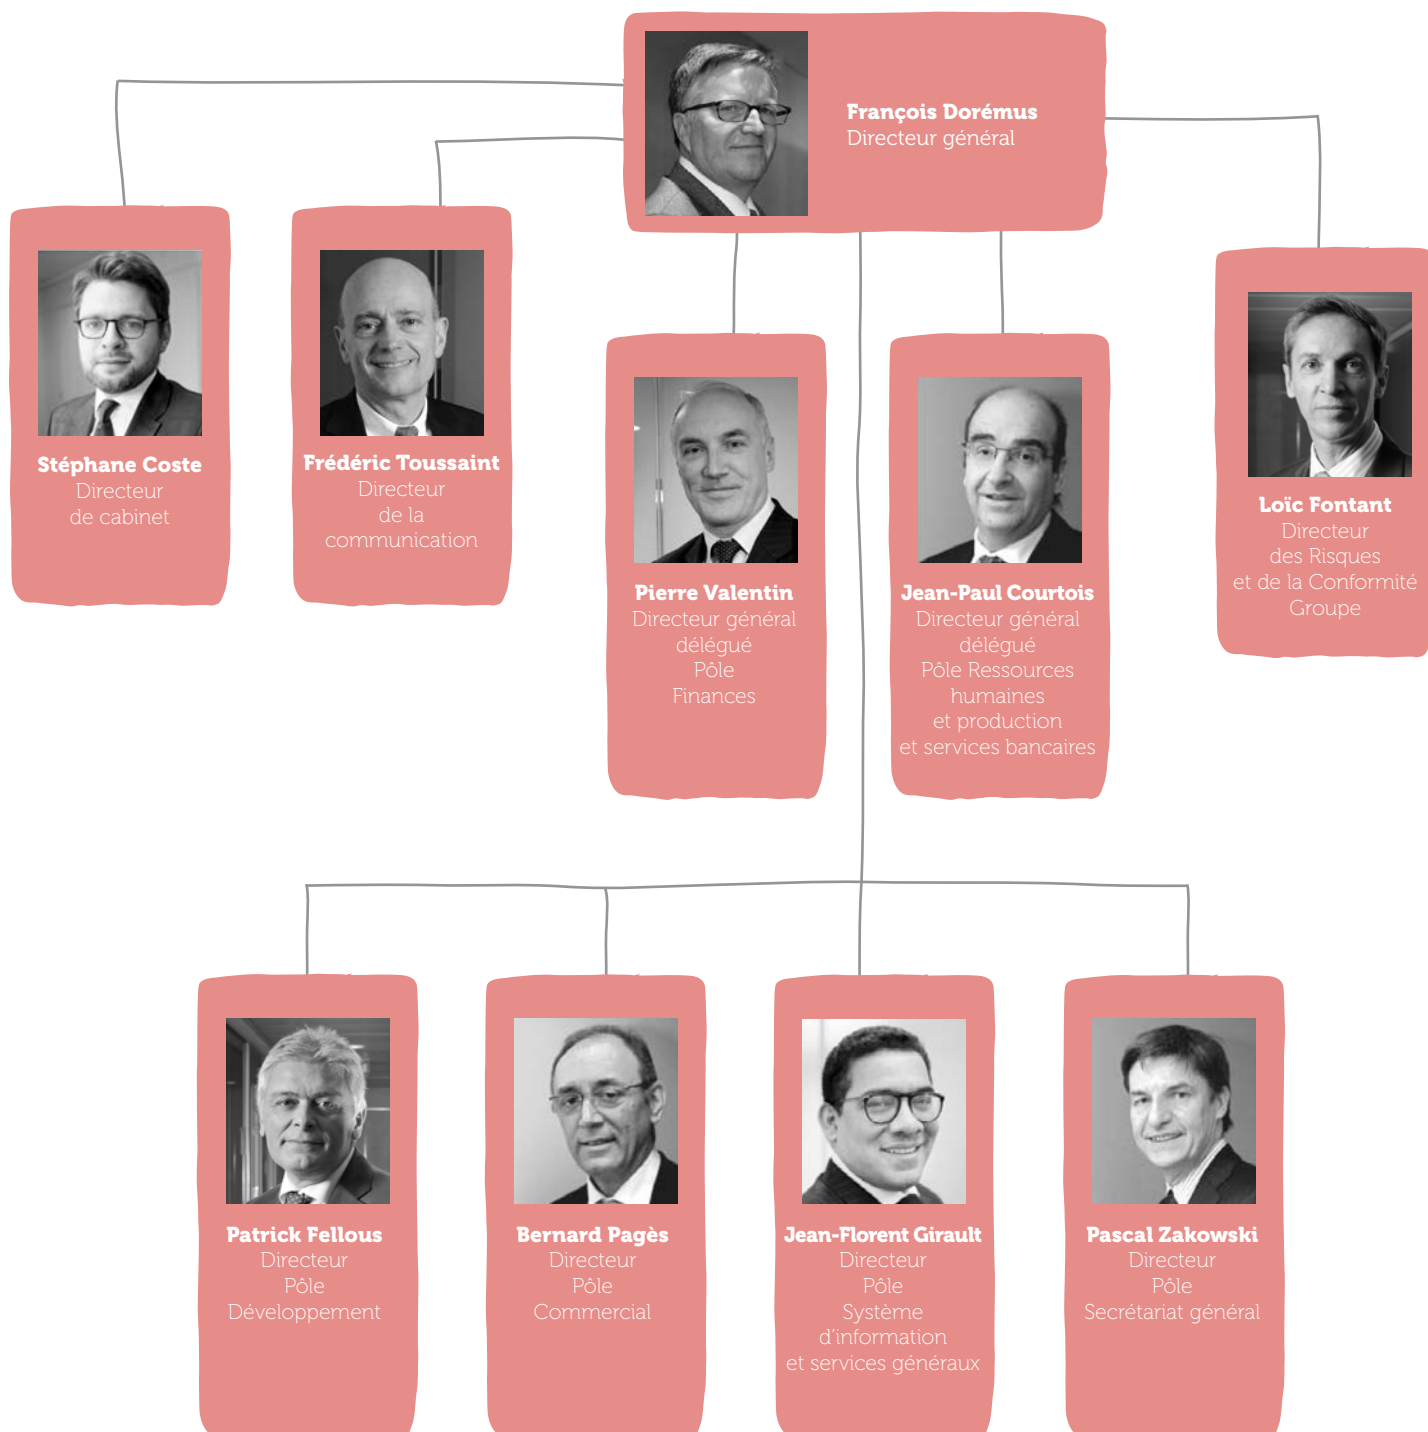 François Dorémus
Directeur général
Stéphane Coste
Directeur
de cabinet
Frédéric Toussaint
Directeur
de la
communication
Pierre Valentin
Directeur général
délégué
Pôle
Finances
Jean-Paul Courtois
Directeur général
délégué
Pôle Ressources
humaines
et production
et services bancaires
Loïc Fontant
Directeur
des Risques
et de la Conformité
Groupe
Patrick Fellous
Directeur
Pôle
Développement
Bernard Pagès
Directeur
Pôle
Commercial
Jean-Florent Girault
Directeur
Pôle
Système
d'information
et services généraux
Pascal Zakowski
Directeur
Pôle
Secrétariat général